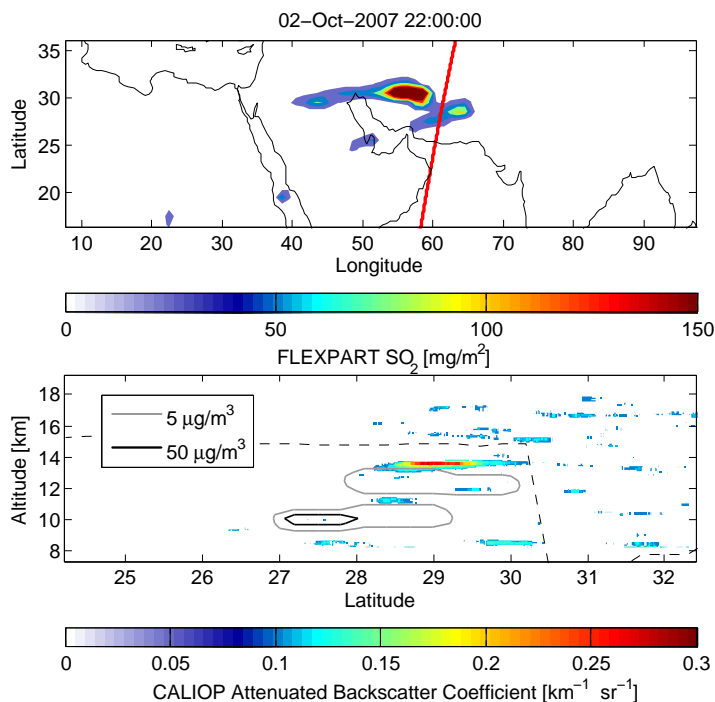 02−Oct−2007 22:00:00
35
30
25
20
Latitude
10 20 30 40 50 60 70 80 90
Longitude
0 50 100 150
FLEXPART SO2 [mg/m2]
18
16
14
12
10
8
Altitude [km]
5 μg/m3
50 μg/m3
25 26 27 28 29 30 31 32
Latitude
0 0.05 0.1 0.15 0.2 0.25 0.3
CALIOP Attenuated Backscatter Coefficient [km−1 sr−1]